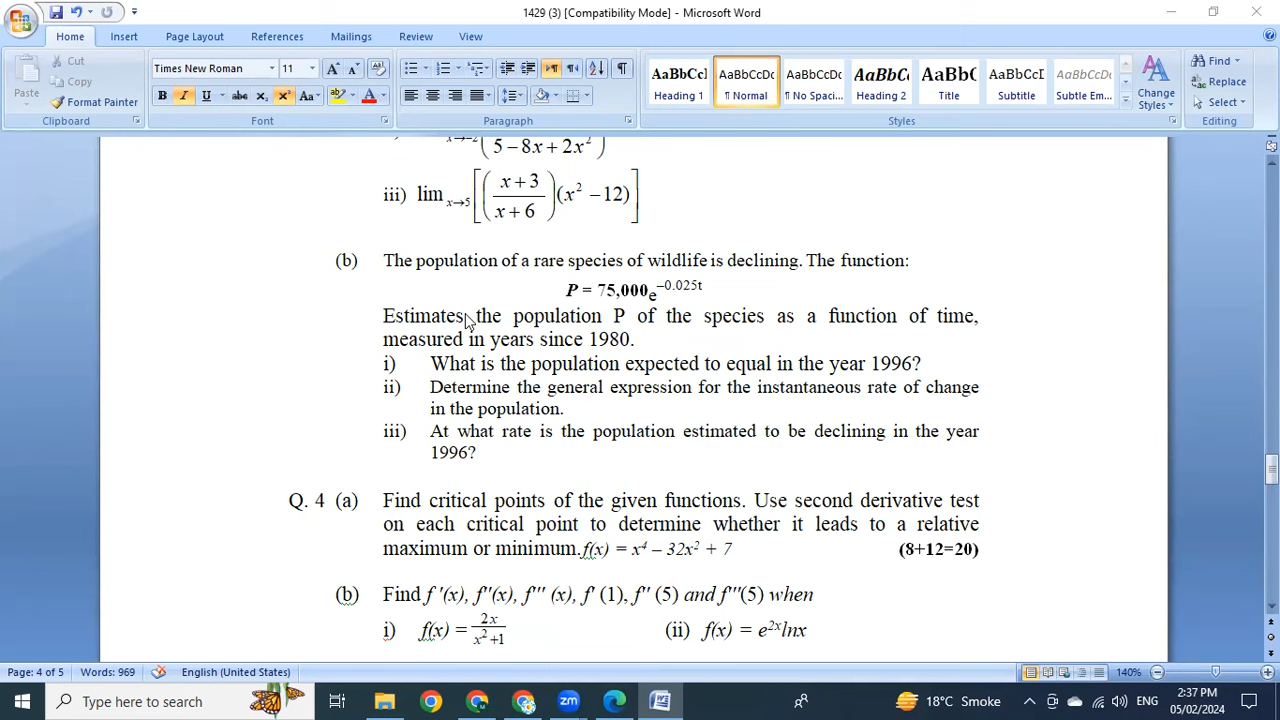 1429 (3) [Compatibility Mode] - Microsoft Word
Home Insert Page Layout References Mailings Review View
Paste
Cut
Copy
Format Painter
Clipboard
Times New Roman 11
Font
Paragraph
AaBbCcI AaBbCcDc AaBbCcDc AaBbCcI AaBbC AaBbCcDc AaBbCcDc
Heading 1 ¶ Normal ¶ No Spaci... Heading 2 Title Subtitle Subtle Em...
Change Styles
Styles
Find
Replace
Select
Editing
5 − 8x + 2x²
iii) lim x→5 [((x + 3)/(x + 6))(x² − 12)]
(b) The population of a rare species of wildlife is declining. The function:
P = 75,000e^−0.025t
Estimates the population P of the species as a function of time,
measured in years since 1980.
i) What is the population expected to equal in the year 1996?
ii) Determine the general expression for the instantaneous rate of change
in the population.
iii) At what rate is the population estimated to be declining in the year
1996?
Q. 4 (a) Find critical points of the given functions. Use second derivative test
on each critical point to determine whether it leads to a relative
maximum or minimum.f(x) = x⁴ – 32x² + 7 (8+12=20)
(b) Find f '(x), f''(x), f''' (x), f' (1), f'' (5) and f'''(5) when
i) f(x) = 2x/(x²+1) (ii) f(x) = e^2x lnx
Page: 4 of 5 Words: 969 English (United States) 140%
Type here to search
18°C Smoke ENG
2:37 PM
05/02/2024